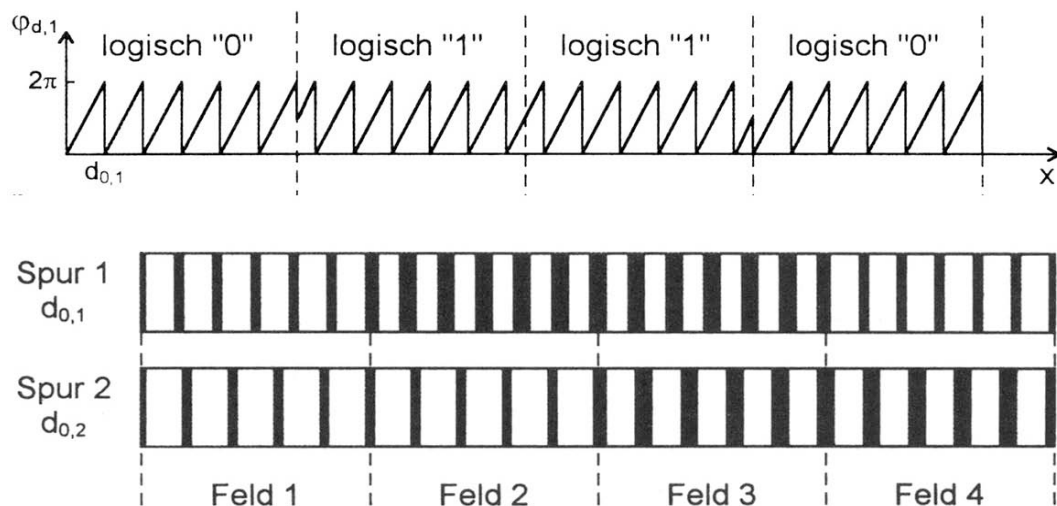 φd,1
logisch "0" logisch "1" logisch "1" logisch "0"
2π
d0,1
x
Spur 1
d0,1
Spur 2
d0,2
Feld 1 Feld 2 Feld 3 Feld 4